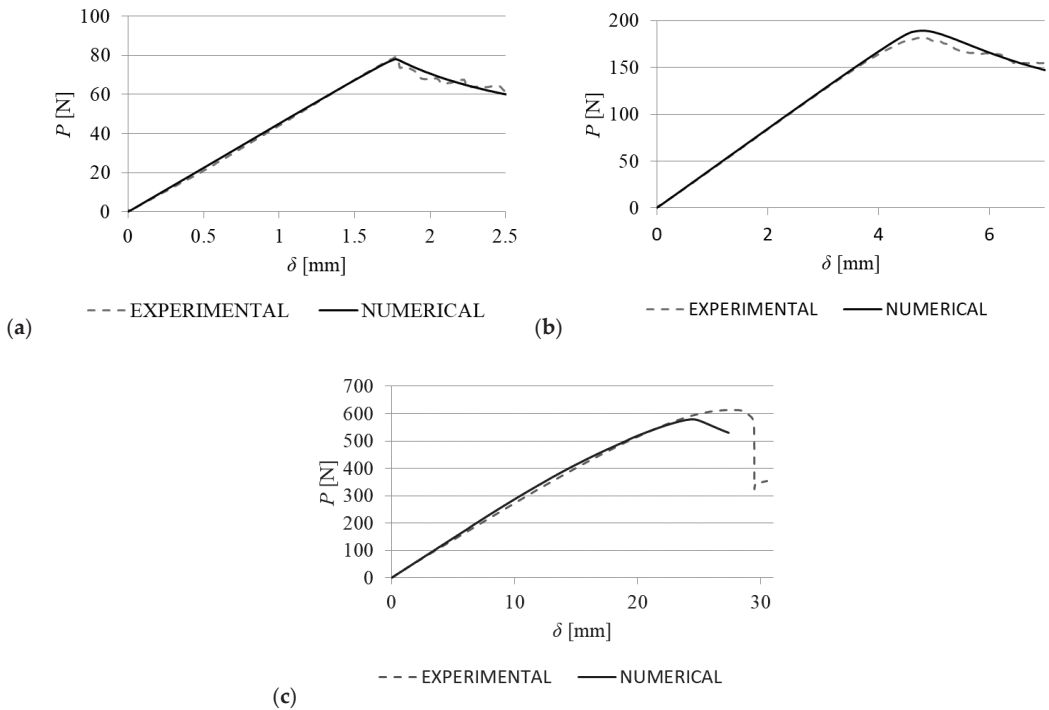 100
80
60
40
20
0
P [N]
0 0.5 1 1.5 2 2.5
δ [mm]
EXPERIMENTAL NUMERICAL
(a)
200
150
100
50
0
P [N]
0 2 4 6
δ [mm]
EXPERIMENTAL NUMERICAL
(b)
700
600
500
400
300
200
100
0
P [N]
0 10 20 30
δ [mm]
EXPERIMENTAL NUMERICAL
(c)